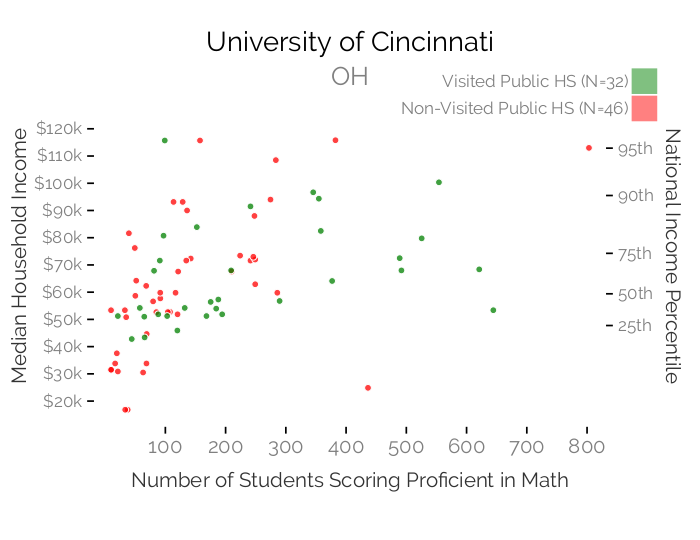 University of Cincinnati
OH
Visited Public HS (N=32)
Non-Visited Public HS (N=46)
Median Household Income
$120k
$110k
$100k
$90k
$80k
$70k
$60k
$50k
$40k
$30k
$20k
95th
90th
75th
50th
25th
National Income Percentile
100 200 300 400 500 600 700 800
Number of Students Scoring Proficient in Math